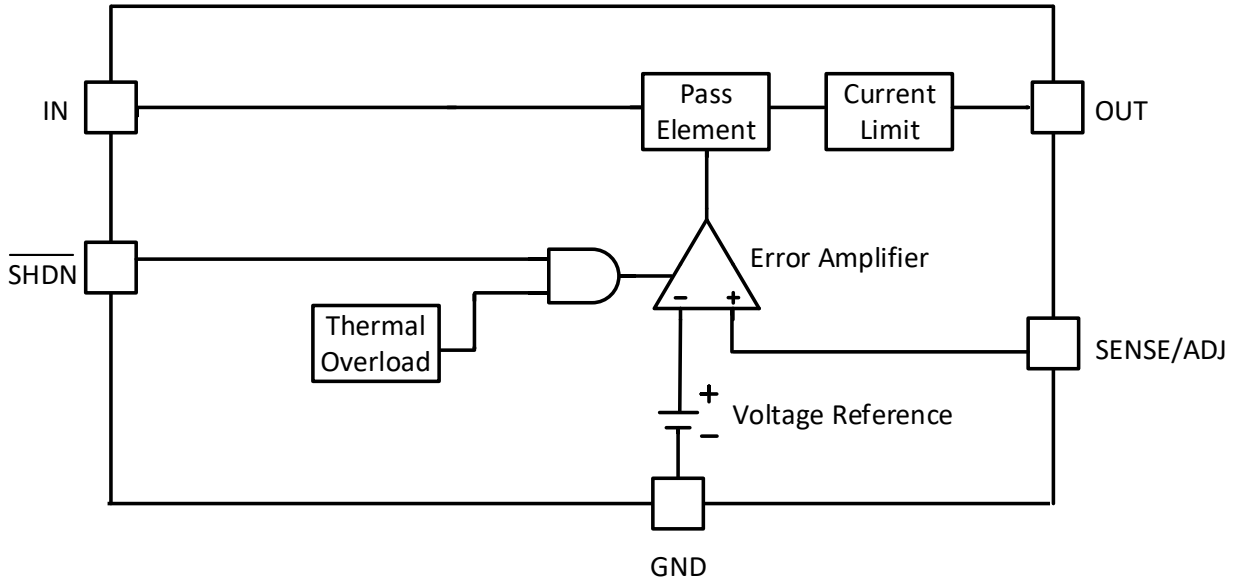 IN
Pass
Element
Current
Limit
OUT
SHDN
Error Amplifier
Thermal
Overload
−
+
SENSE/ADJ
+
−
Voltage Reference
GND